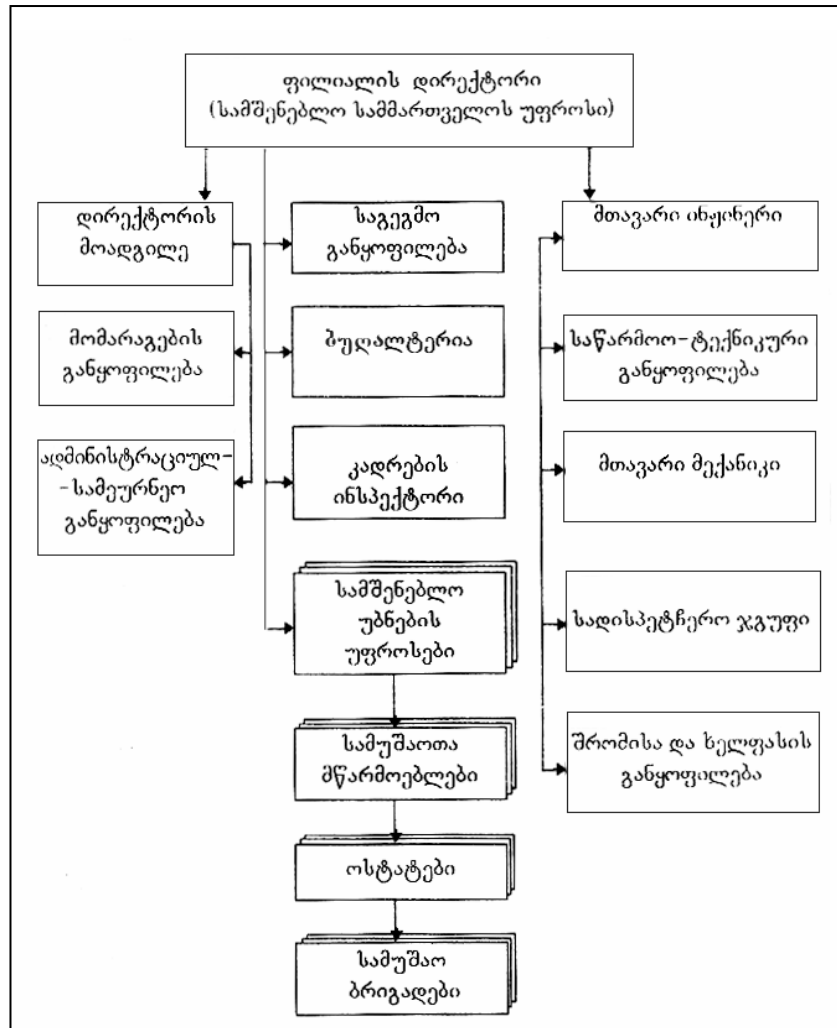 ფილიალის დირექტორი
(სამშენებლო სამმართველოს უფროსი)
დირექტორის
მოადგილე
მომარაგების
განყოფილება
ადმინისტრაციულ-
-სამეურნეო
განყოფილება
საგეგმო
განყოფილება
ბუღალტერია
კადრების
ინსპექტორი
სამშენებლო
უბნების
უფროსები
სამუშაოთა
მწარმოებლები
ოსტატები
სამუშაო
ბრიგადები
მთავარი ინჟინერი
საწარმოო-ტექნიკური
განყოფილება
მთავარი მექანიკი
სადისპეტჩერო ჯგუფი
შრომისა და ხელფასის
განყოფილება